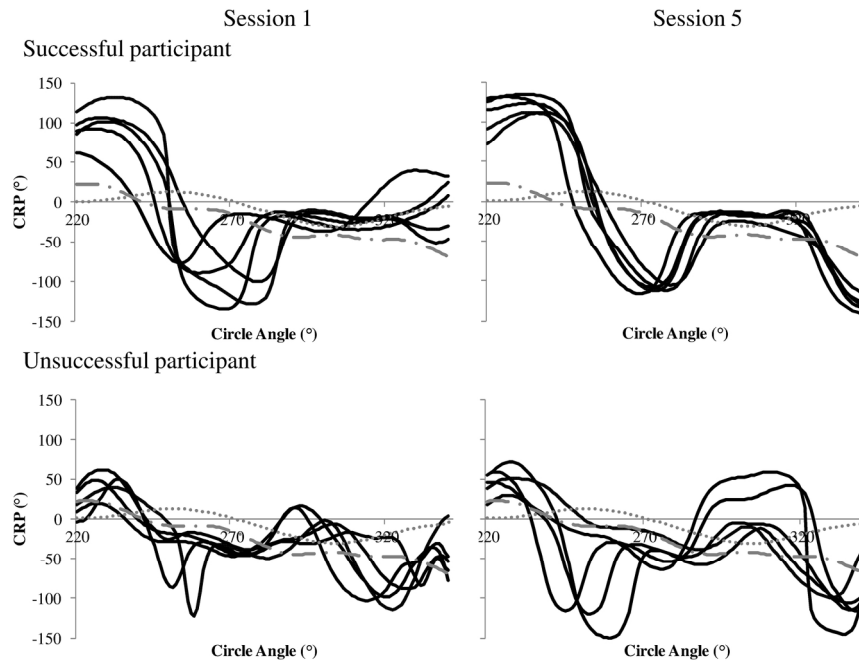 Session 1 Session 5
Successful participant
150
100
50
0
-50
-100
-150
CRP (°)
220 270 320
Circle Angle (°)
220 270 320
Circle Angle (°)
Unsuccessful participant
150
100
50
0
-50
-100
-150
CRP (°)
220 270 320
Circle Angle (°)
220 270 320
Circle Angle (°)